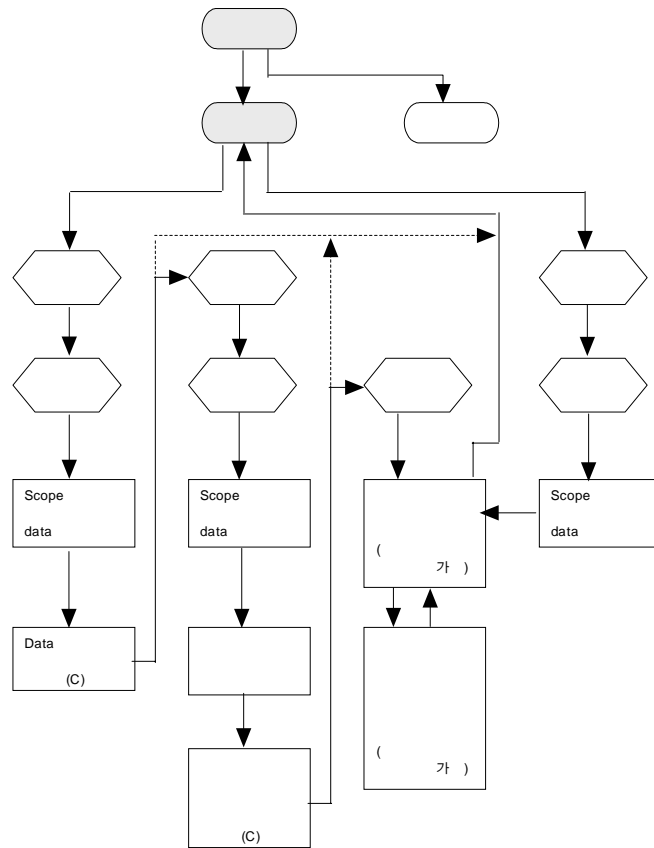 Scope
data
Scope
data
(
가 )
Scope
data
Data
(C)
(
가 )
(C)